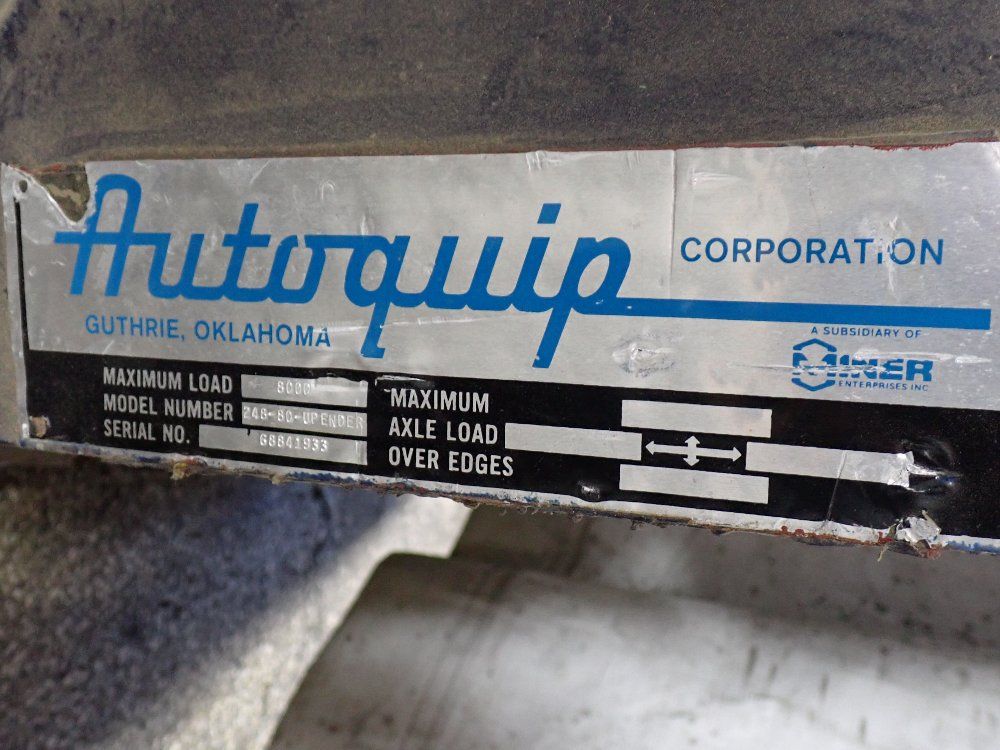 Autoquip CORPORATION
GUTHRIE, OKLAHOMA
A SUBSIDIARY OF
MINER
ENTERPRISES INC
MAXIMUM LOAD 8000
MODEL NUMBER 248-80-UPENDER
SERIAL NO. G8841933
MAXIMUM
AXLE LOAD
OVER EDGES